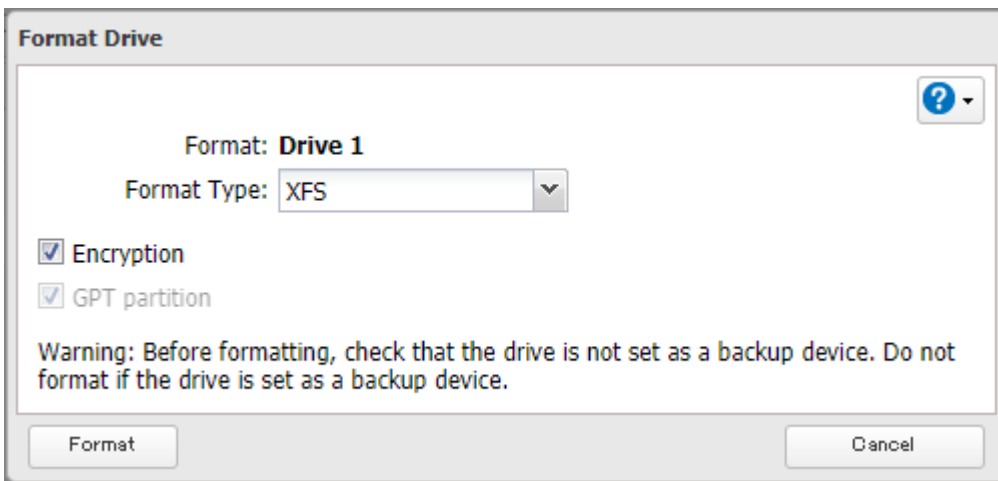 Format Drive
?
Format: Drive 1
Format Type: XFS
Encryption
GPT partition
Warning: Before formatting, check that the drive is not set as a backup device. Do not
format if the drive is set as a backup device.
Format Cancel